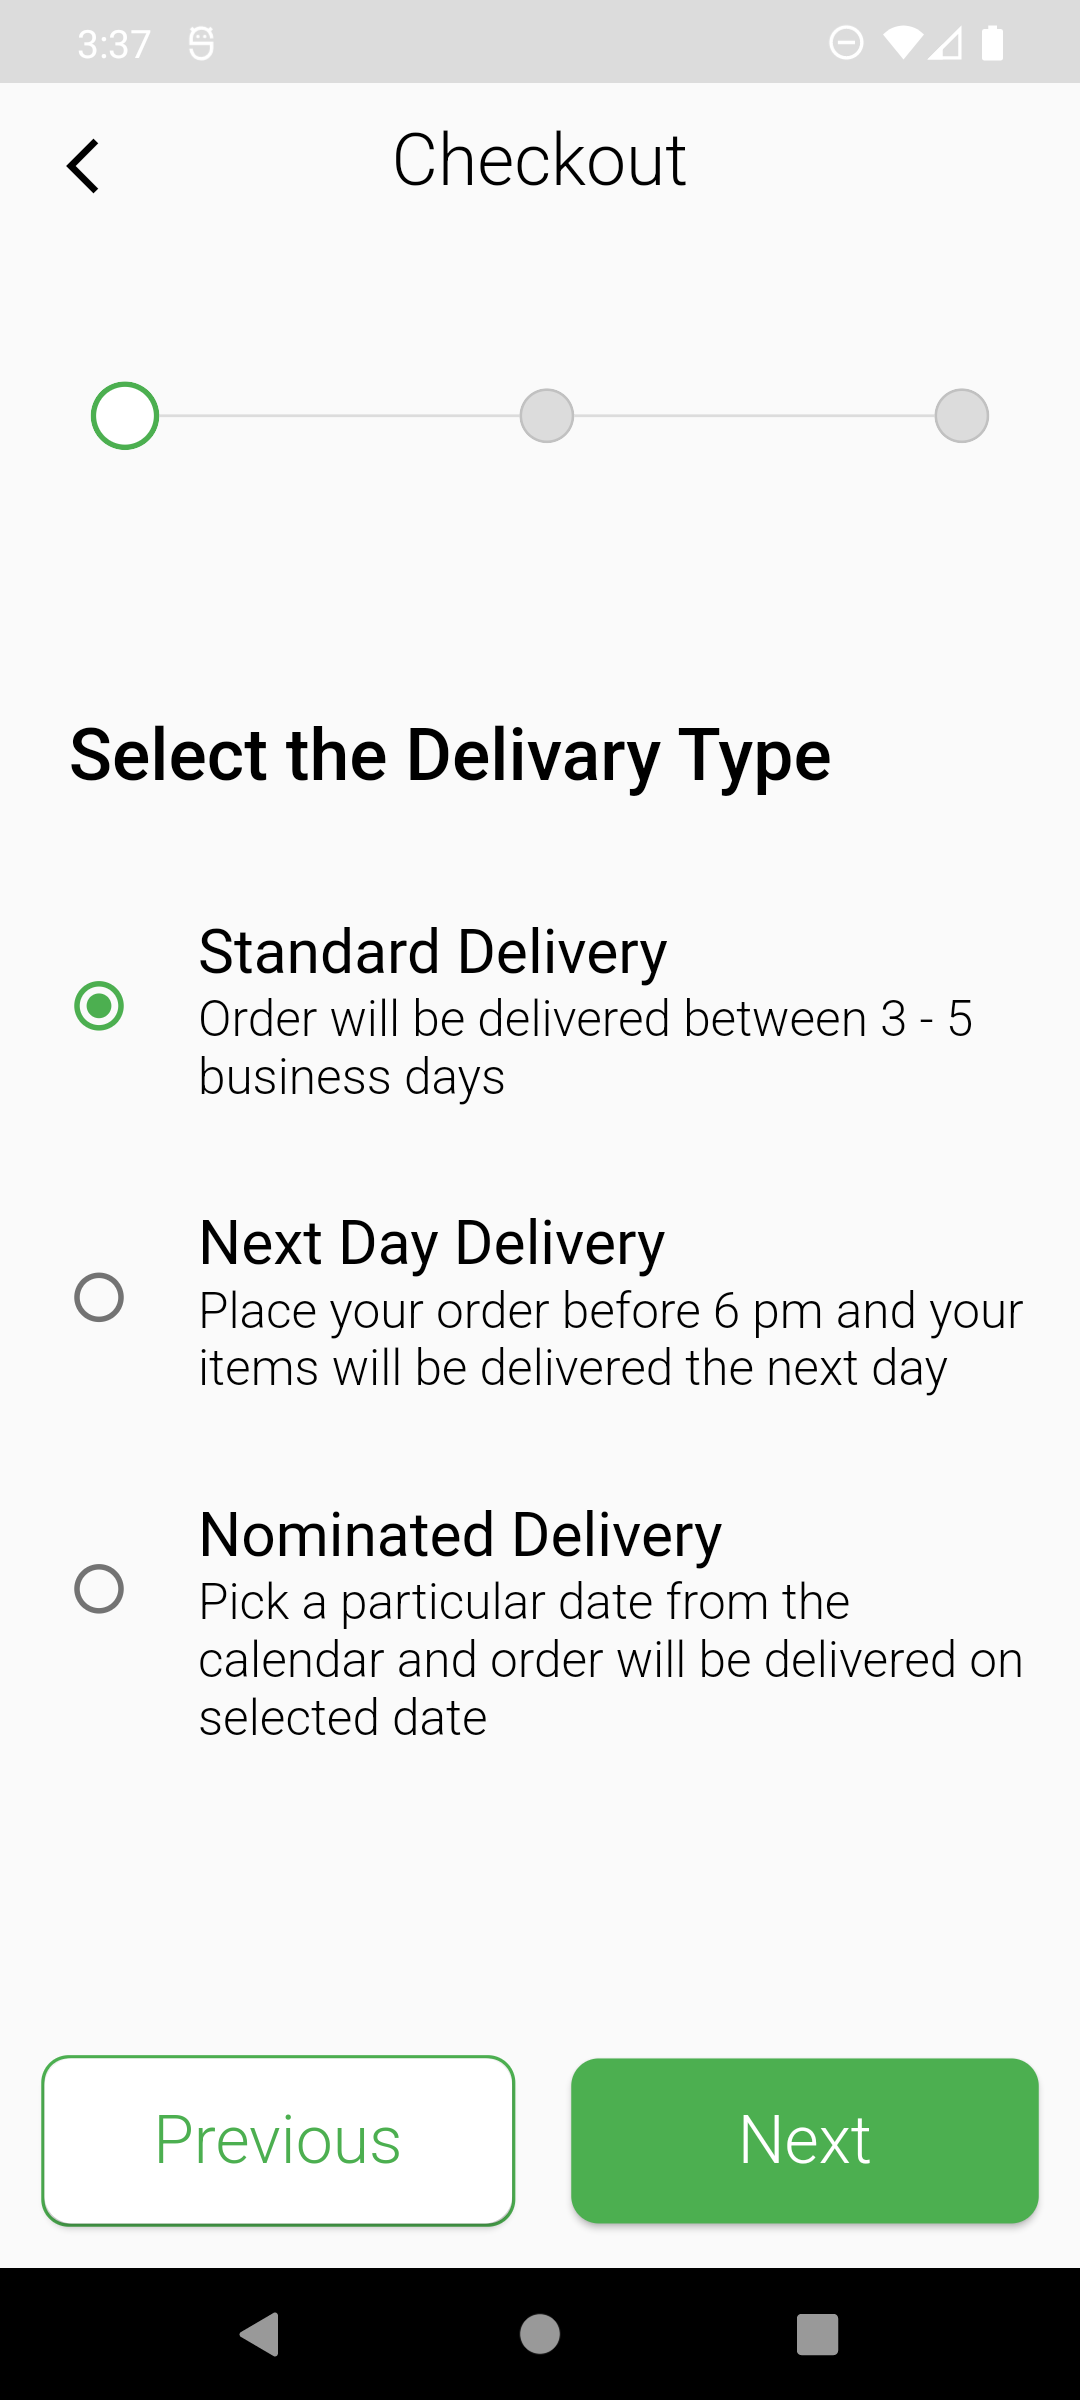 3:37
Checkout
Select the Delivary Type
Standard Delivery
Order will be delivered between 3 - 5
business days
Next Day Delivery
Place your order before 6 pm and your
items will be delivered the next day
Nominated Delivery
Pick a particular date from the
calendar and order will be delivered on
selected date
Previous
Next